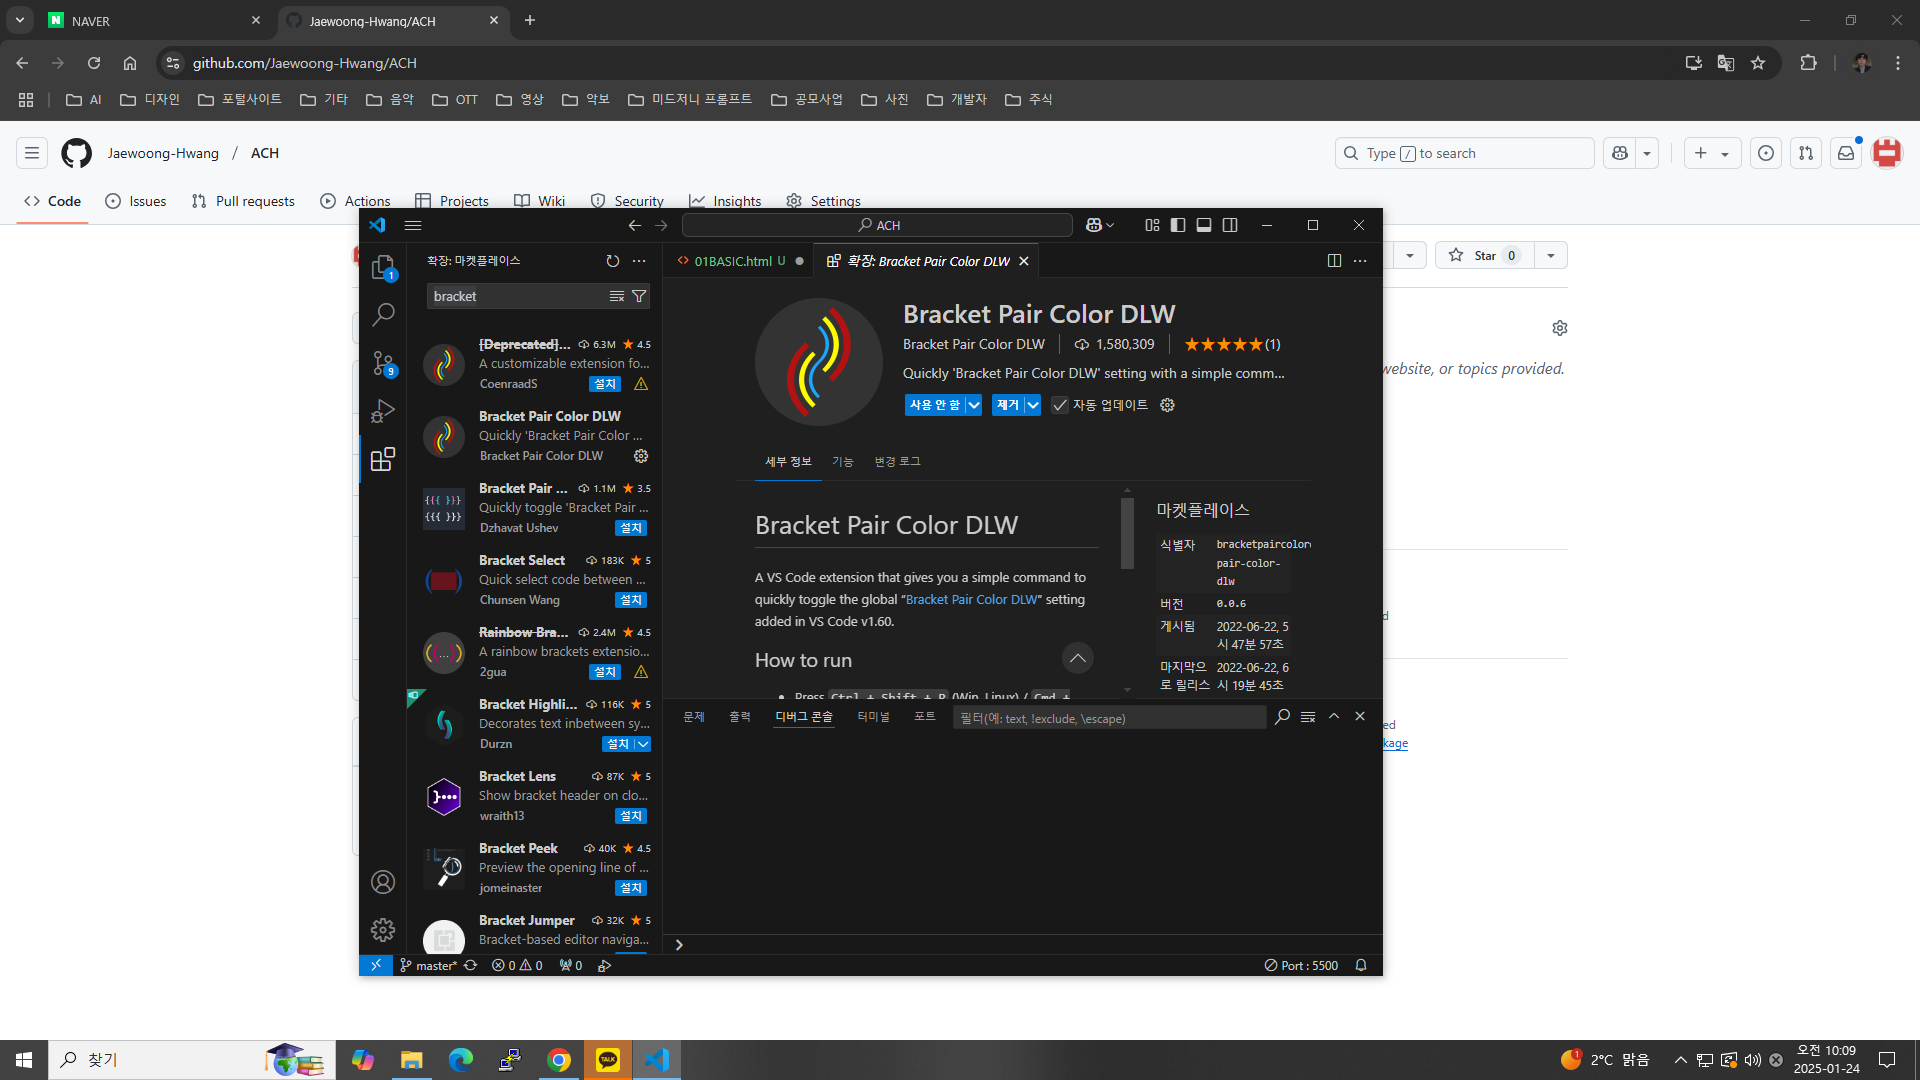 NAVER
Jaewoong-Hwang/ACH
github.com/Jaewoong-Hwang/ACH
AI
디자인
포털사이트
기타
음악
OTT
영상
악보
미드저니 프롬프트
공모사업
사진
개발자
주식
Jaewoong-Hwang / ACH
Type / to search
Code
Issues
Pull requests
Actions
Projects
Wiki
Security
Insights
Settings
Star 0
website, or topics provided.
ACH
확장: 마켓플레이스
bracket
[Deprecated]... 6.3M 4.5
A customizable extension fo...
CoenraadS 설치
Bracket Pair Color DLW
Quickly 'Bracket Pair Color ...
Bracket Pair Color DLW
Bracket Pair ... 1.1M 3.5
Quickly toggle 'Bracket Pair ...
Dzhavat Ushev 설치
Bracket Select 183K 5
Quick select code between ...
Chunsen Wang 설치
Rainbow Bra... 2.4M 4.5
A rainbow brackets extensio...
2gua 설치
Bracket Highli... 116K 5
Decorates text inbetween sy...
Durzn 설치
Bracket Lens 87K 5
Show bracket header on clo...
wraith13 설치
Bracket Peek 40K 4.5
Preview the opening line of ...
jomeinaster 설치
Bracket Jumper 32K 5
Bracket-based editor naviga...
1
9
01BASIC.html U
확장: Bracket Pair Color DLW
Bracket Pair Color DLW
Bracket Pair Color DLW 1,580,309 (1)
Quickly 'Bracket Pair Color DLW' setting with a simple comm...
사용 안 함 제거 자동 업데이트
세부 정보 기능 변경 로그
Bracket Pair Color DLW
A VS Code extension that gives you a simple command to
quickly toggle the global “Bracket Pair Color DLW” setting
added in VS Code v1.60.
How to run
Press Ctrl + Shift + P (Win, Linux) / Cmd +
마켓플레이스
식별자 bracketpaircolor
pair-color-
dlw
버전 0.0.6
게시됨 2022-06-22, 5
시 47분 57초
마지막으 2022-06-22, 6
로 릴리스 시 19분 45초
문제 출력 디버그 콘솔 터미널 포트 필터(예: text, !exclude, \escape)
master* 0 0 0 Port : 5500
찾기
TALK
1
2°C 맑음
오전 10:09
2025-01-24